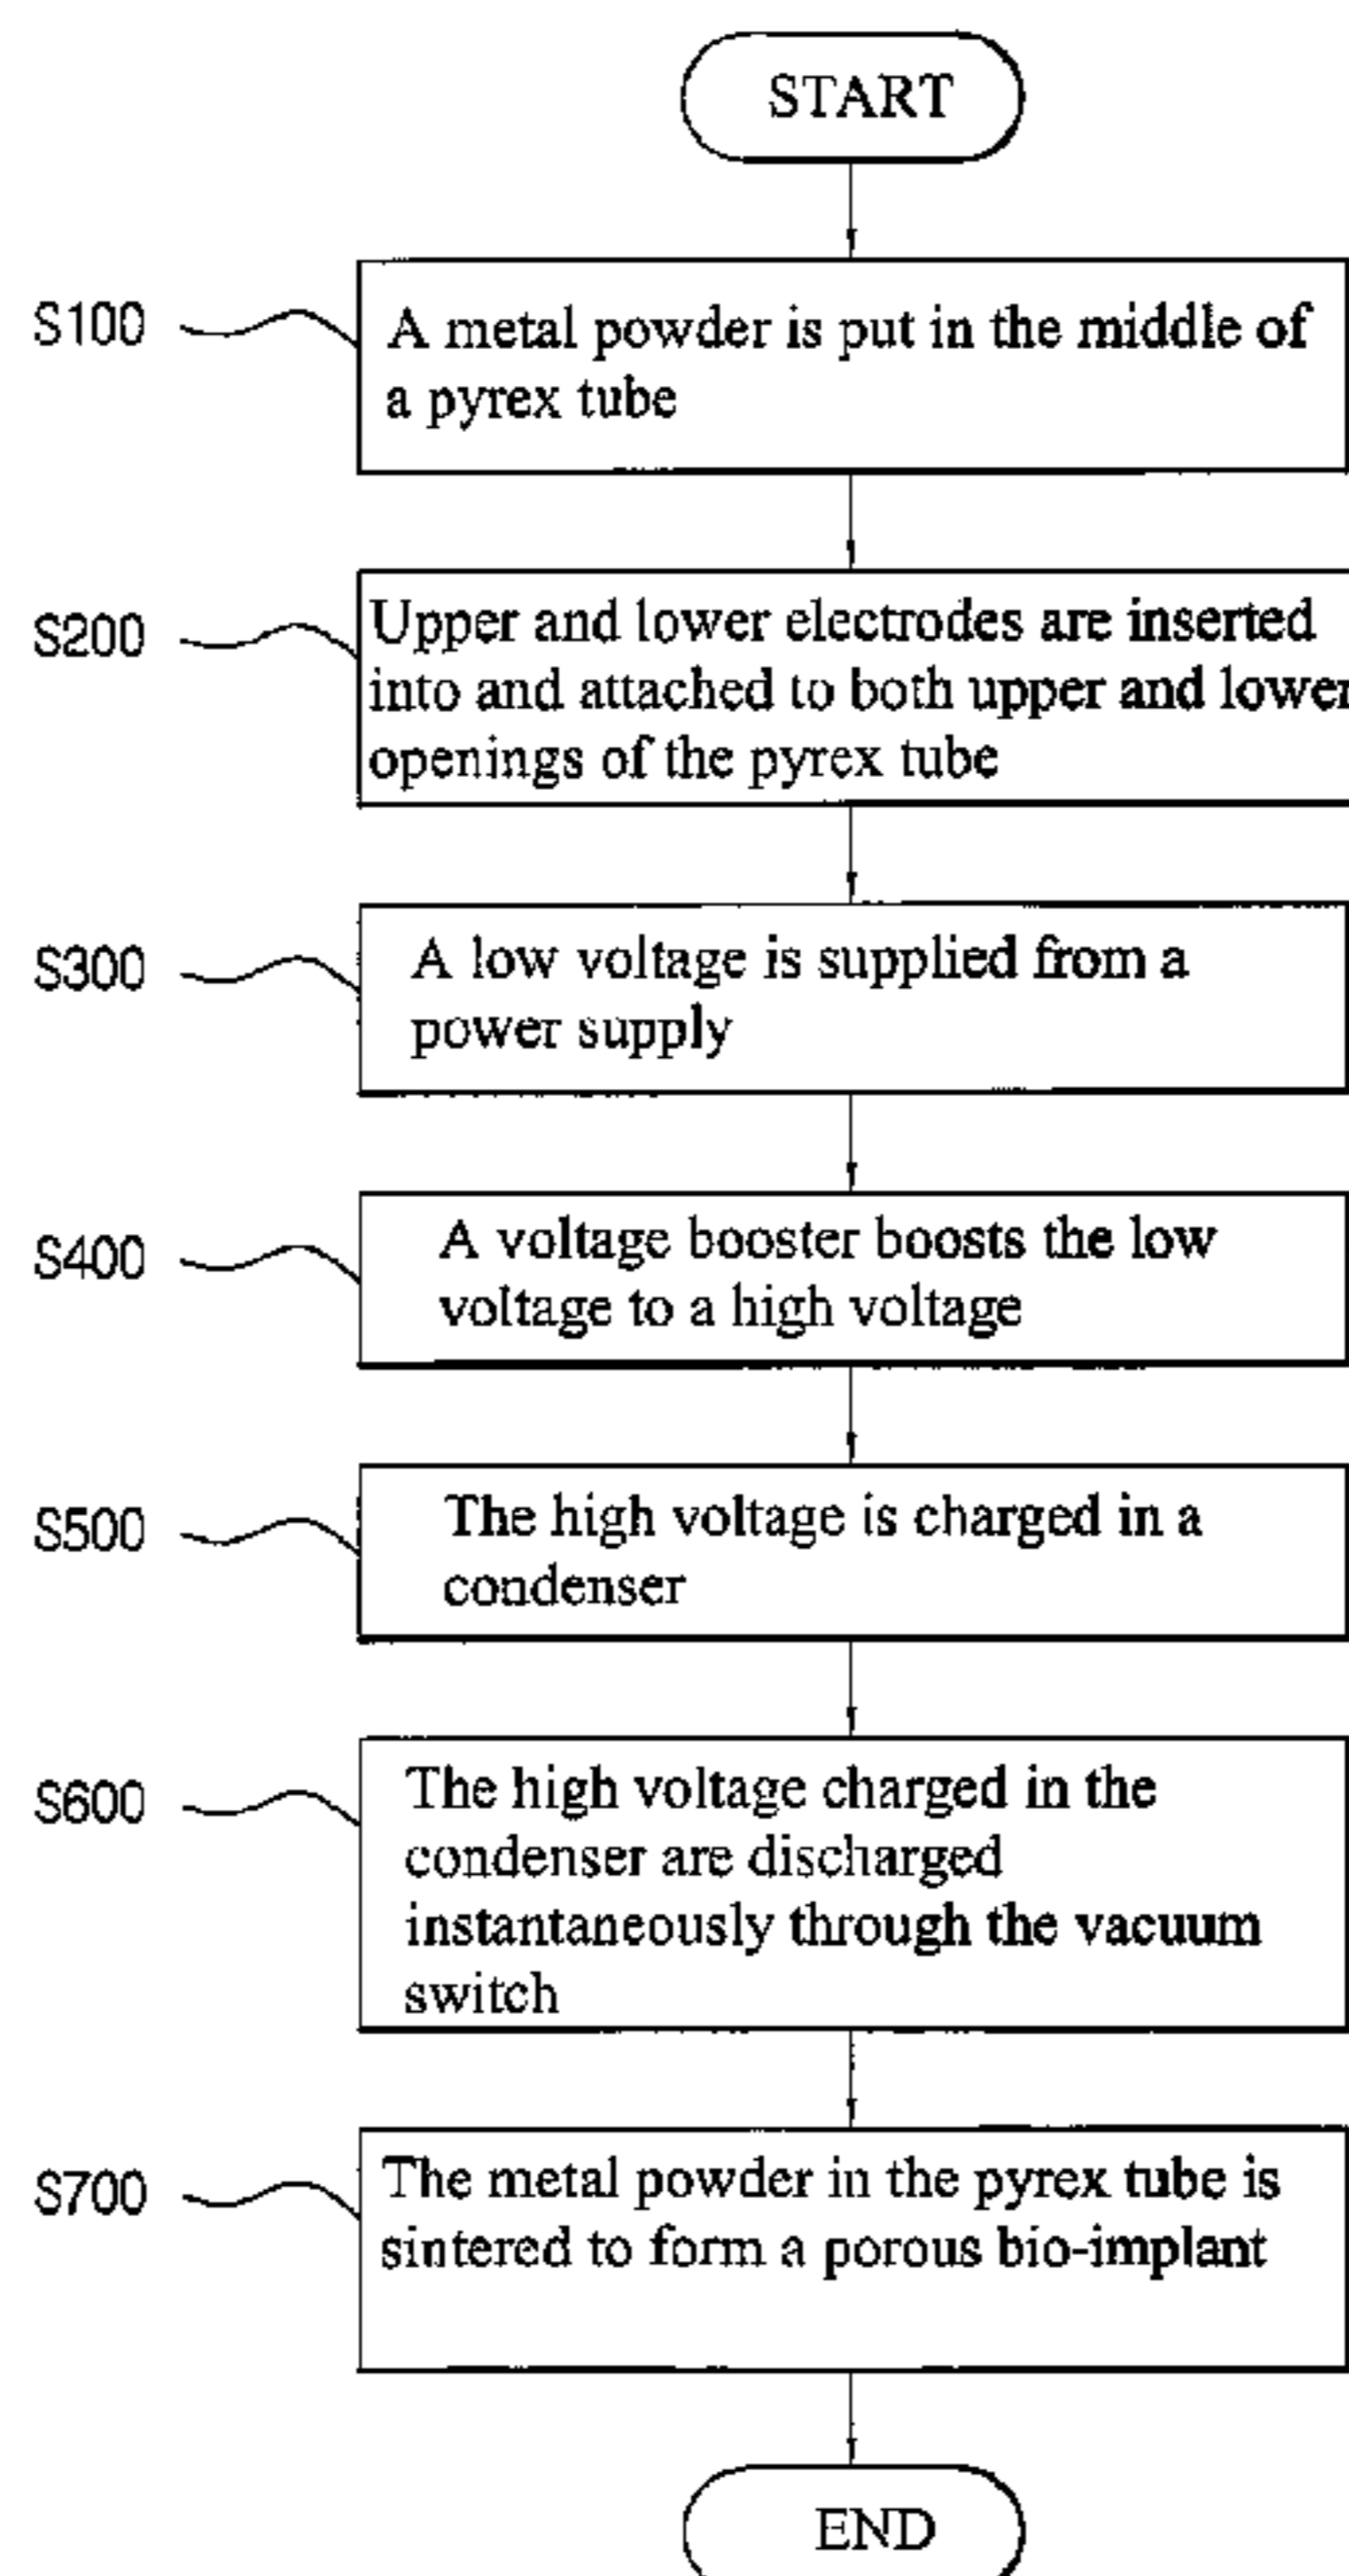 START
S100
A metal powder is put in the middle of
a pyrex tube
S200
Upper and lower electrodes are inserted
into and attached to both upper and lower
openings of the pyrex tube
S300
A low voltage is supplied from a
power supply
S400
A voltage booster boosts the low
voltage to a high voltage
S500
The high voltage is charged in a
condenser
S600
The high voltage charged in the
condenser are discharged
instantaneously through the vacuum
switch
S700
The metal powder in the pyrex tube is
sintered to form a porous bio-implant
END